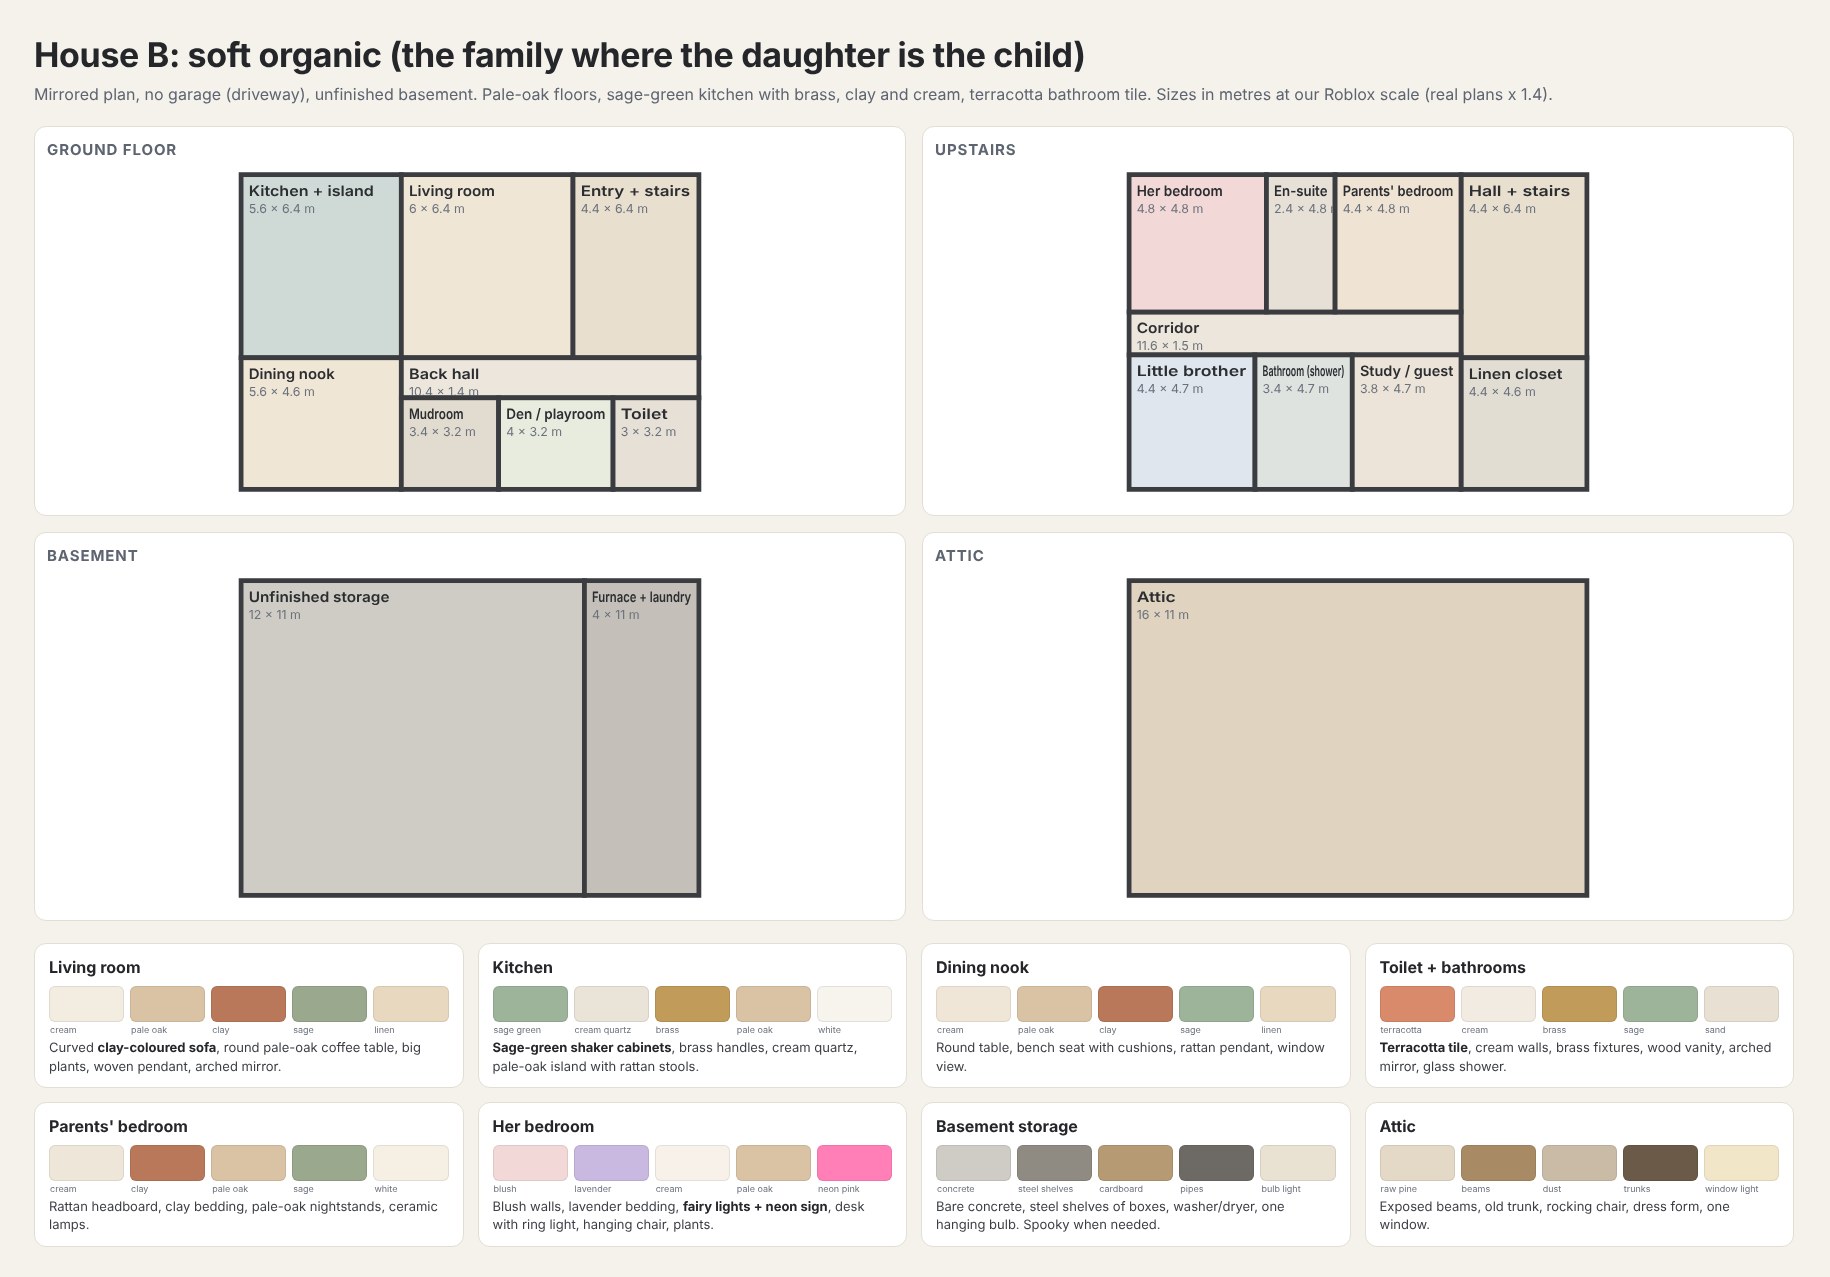 House B: soft organic (the family where the daughter is the child)
Mirrored plan, no garage (driveway), unfinished basement. Pale-oak floors, sage-green kitchen with brass, clay and cream, terracotta bathroom tile. Sizes in metres at our Roblox scale (real plans x 1.4).
GROUND FLOOR
Kitchen + island
5.6 × 6.4 m
Living room
6 × 6.4 m
Entry + stairs
4.4 × 6.4 m
Dining nook
5.6 × 4.6 m
Back hall
10.4 × 1.4 m
Mudroom
3.4 × 3.2 m
Den / playroom
4 × 3.2 m
Toilet
3 × 3.2 m
UPSTAIRS
Her bedroom
4.8 × 4.8 m
En-suite
2.4 × 4.8
Parents' bedroom
4.4 × 4.8 m
Hall + stairs
4.4 × 6.4 m
Corridor
11.6 × 1.5 m
Little brother
4.4 × 4.7 m
Bathroom (shower)
3.4 × 4.7 m
Study / guest
3.8 × 4.7 m
Linen closet
4.4 × 4.6 m
BASEMENT
Unfinished storage
12 × 11 m
Furnace + laundry
4 × 11 m
ATTIC
Attic
16 × 11 m
Living room
cream pale oak clay sage linen
Curved clay-coloured sofa, round pale-oak coffee table, big
plants, woven pendant, arched mirror.
Kitchen
sage green cream quartz brass pale oak white
Sage-green shaker cabinets, brass handles, cream quartz,
pale-oak island with rattan stools.
Dining nook
cream pale oak clay sage linen
Round table, bench seat with cushions, rattan pendant, window
view.
Toilet + bathrooms
terracotta cream brass sage sand
Terracotta tile, cream walls, brass fixtures, wood vanity, arched
mirror, glass shower.
Parents' bedroom
cream clay pale oak sage white
Rattan headboard, clay bedding, pale-oak nightstands, ceramic
lamps.
Her bedroom
blush lavender cream pale oak neon pink
Blush walls, lavender bedding, fairy lights + neon sign, desk
with ring light, hanging chair, plants.
Basement storage
concrete steel shelves cardboard pipes bulb light
Bare concrete, steel shelves of boxes, washer/dryer, one
hanging bulb. Spooky when needed.
Attic
raw pine beams dust trunks window light
Exposed beams, old trunk, rocking chair, dress form, one
window.